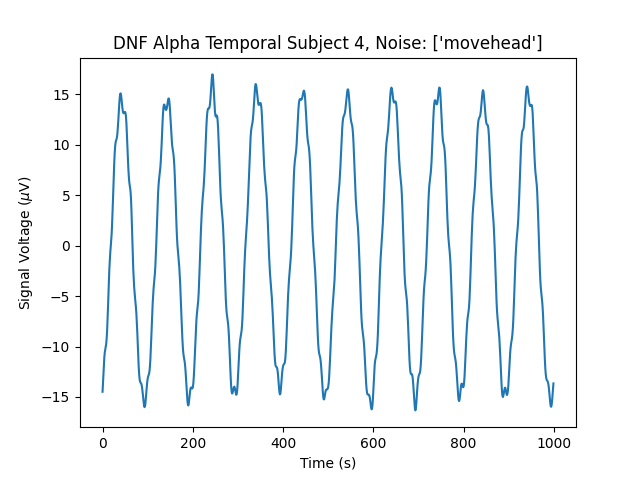 DNF Alpha Temporal Subject 4, Noise: ['movehead']
Signal Voltage (μV)
15
10
5
0
−5
−10
−15
0 200 400 600 800 1000
Time (s)